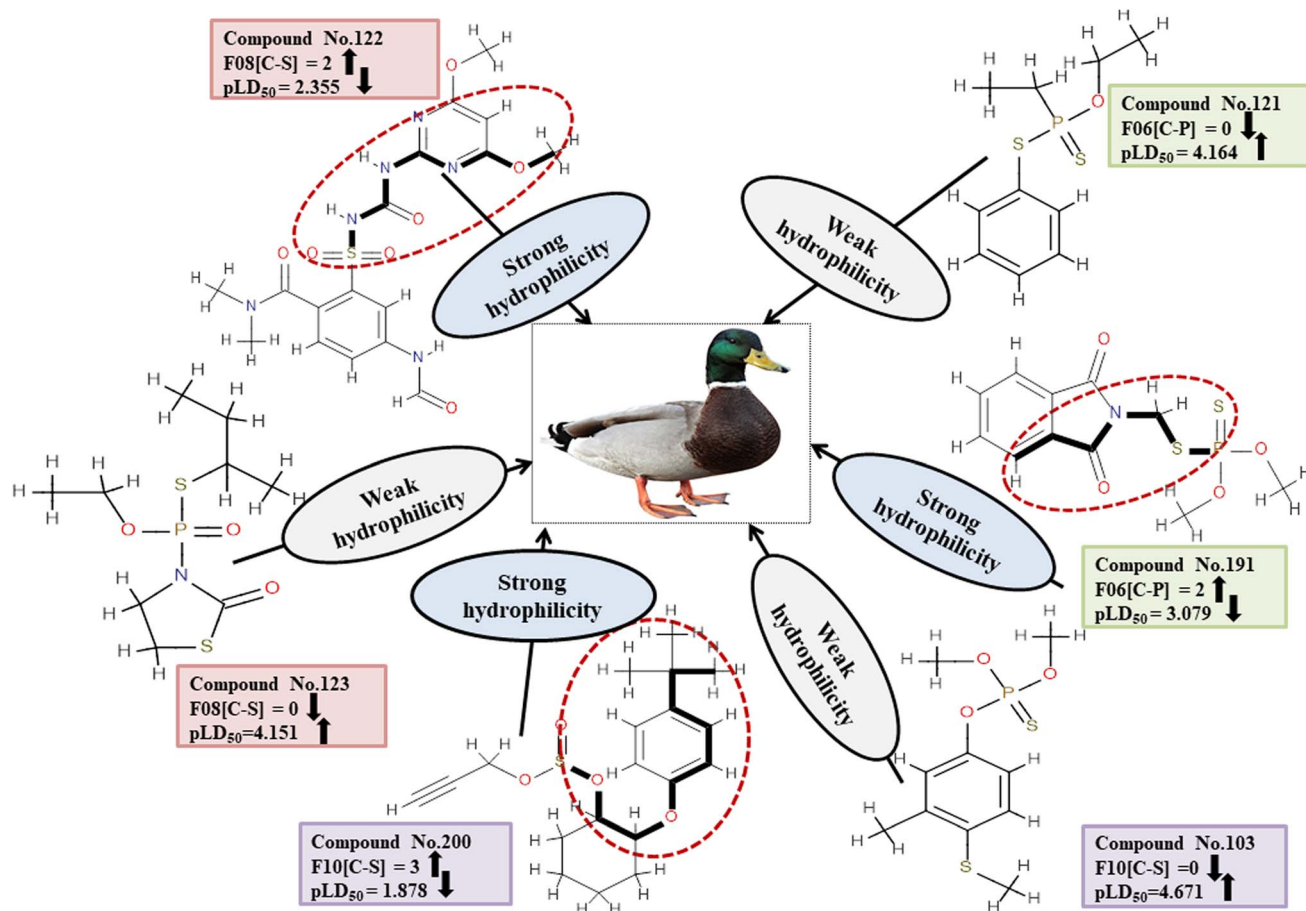 Compound No.122
F08[C-S] = 2
pLD50 = 2.355
Compound No.121
F06[C-P] = 0
pLD50 = 4.164
Strong
hydrophilicity
Weak
hydrophilicity
Weak
hydrophilicity
Strong
hydrophilicity
Strong
hydrophilicity
Weak
hydrophilicity
Compound No.191
F06[C-P] = 2
pLD50 = 3.079
Compound No.123
F08[C-S] = 0
pLD50=4.151
Compound No.200
F10[C-S] = 3
pLD50 = 1.878
Compound No.103
F10[C-S] =0
pLD50=4.671